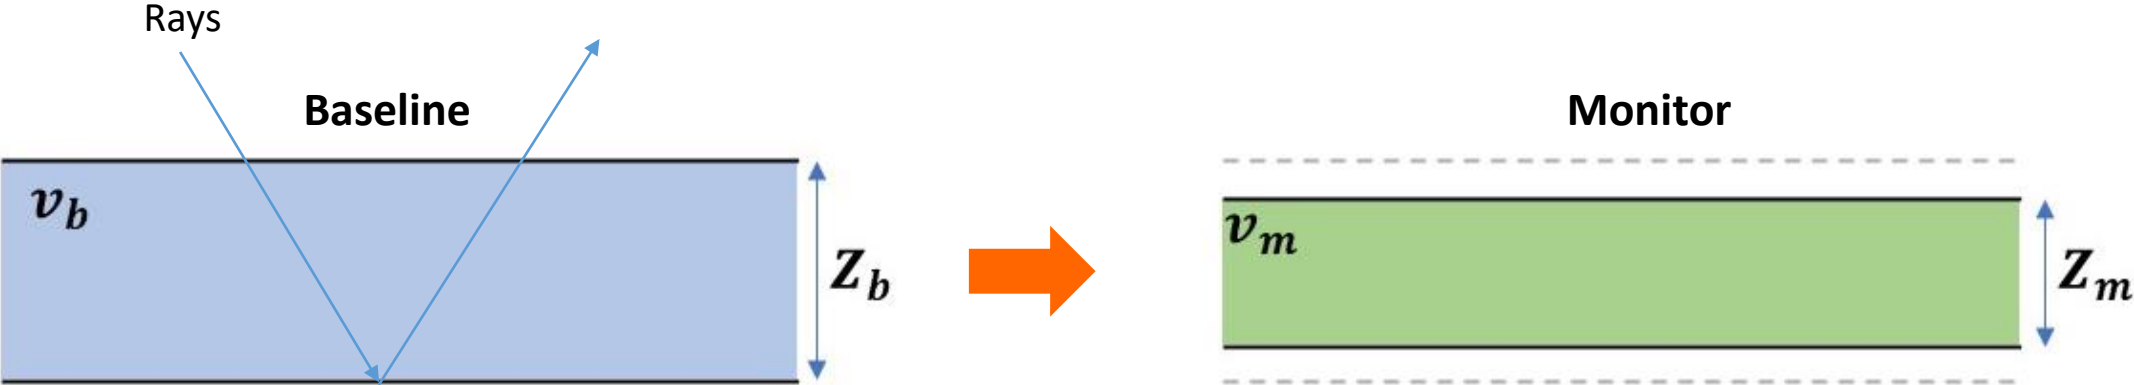 Rays
Baseline
Monitor
v_b
Z_b
v_m
Z_m